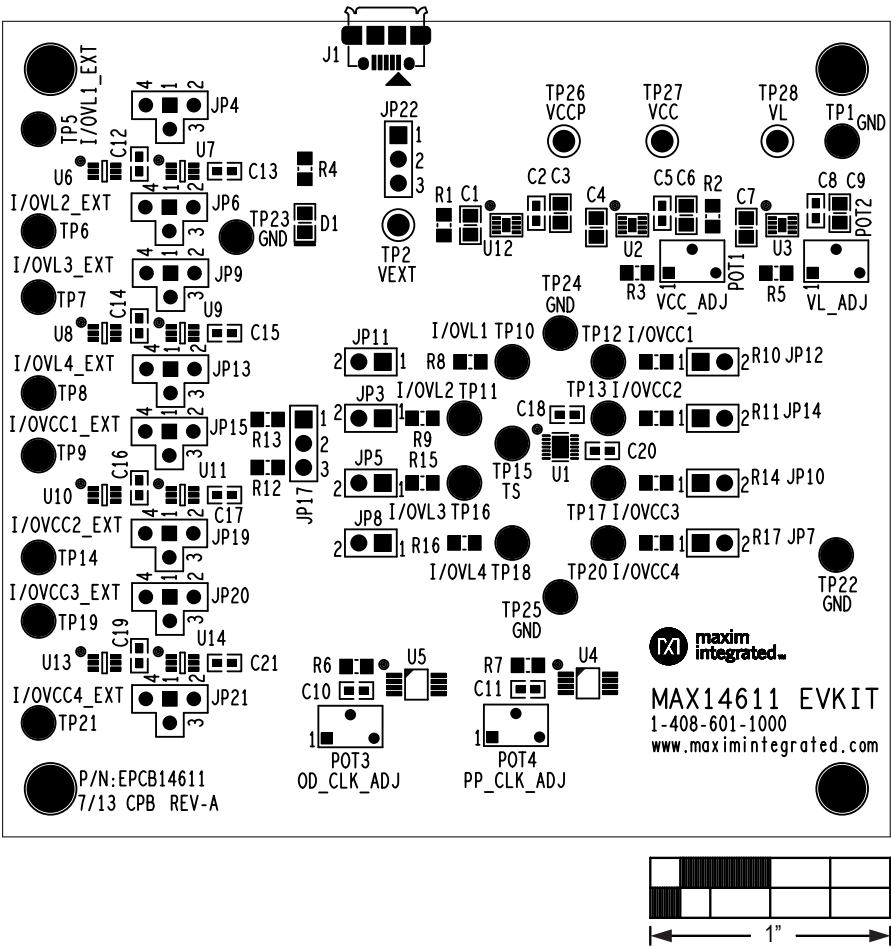 J1
I/OVL1_EXT
TP5
4 1 2 3 JP4
C12
U6
U7
C13
R4
JP22
1
2
3
TP2
VEXT
TP26
VCCP
TP27
VCC
TP28
VL
TP1
GND
I/OVL2_EXT
TP6
4 1 2 3 JP6
TP23
GND
D1
R1 C1
U12
C2 C3
C4
U2
C5 C6
R2
C7
U3
C8 C9
POT2
I/OVL3_EXT
TP7
4 1 2 3 JP9
R3
1
POT1
VCC_ADJ
R5
1
VL_ADJ
C14
U8
U9
C15
TP24
GND
I/OVL4_EXT
TP8
4 1 2 3 JP13
JP11
2 1
R8
I/OVL1 TP10
TP12 I/OVCC1
1 2 R10 JP12
I/OVCC1_EXT
TP9
4 1 2 3 JP15
R13
R12
1
2
3
JP17
JP3
2 1
I/OVL2 TP11
R9
C18
TP13 I/OVCC2
1 2 R11 JP14
C16
U10
U11
C17
JP5
2 1
R15
I/OVL3 TP16
TP15
TS
U1
C20
TP17 I/OVCC3
1 2 R14 JP10
I/OVCC2_EXT
TP14
4 1 2 3 JP19
JP8
2 1
R16
I/OVL4 TP18
TP20 I/OVCC4
1 2 R17 JP7
TP22
GND
I/OVCC3_EXT
TP19
4 1 2 3 JP20
TP25
GND
C19
U13
U14
C21
R6
U5
C10
R7
U4
C11
I/OVCC4_EXT
TP21
4 1 2 3 JP21
1
POT3
OD_CLK_ADJ
1
POT4
PP_CLK_ADJ
maxim
integrated™
MAX14611 EVKIT
1-408-601-1000
www.maximintegrated.com
P/N:EPCB14611
7/13 CPB REV-A
1”